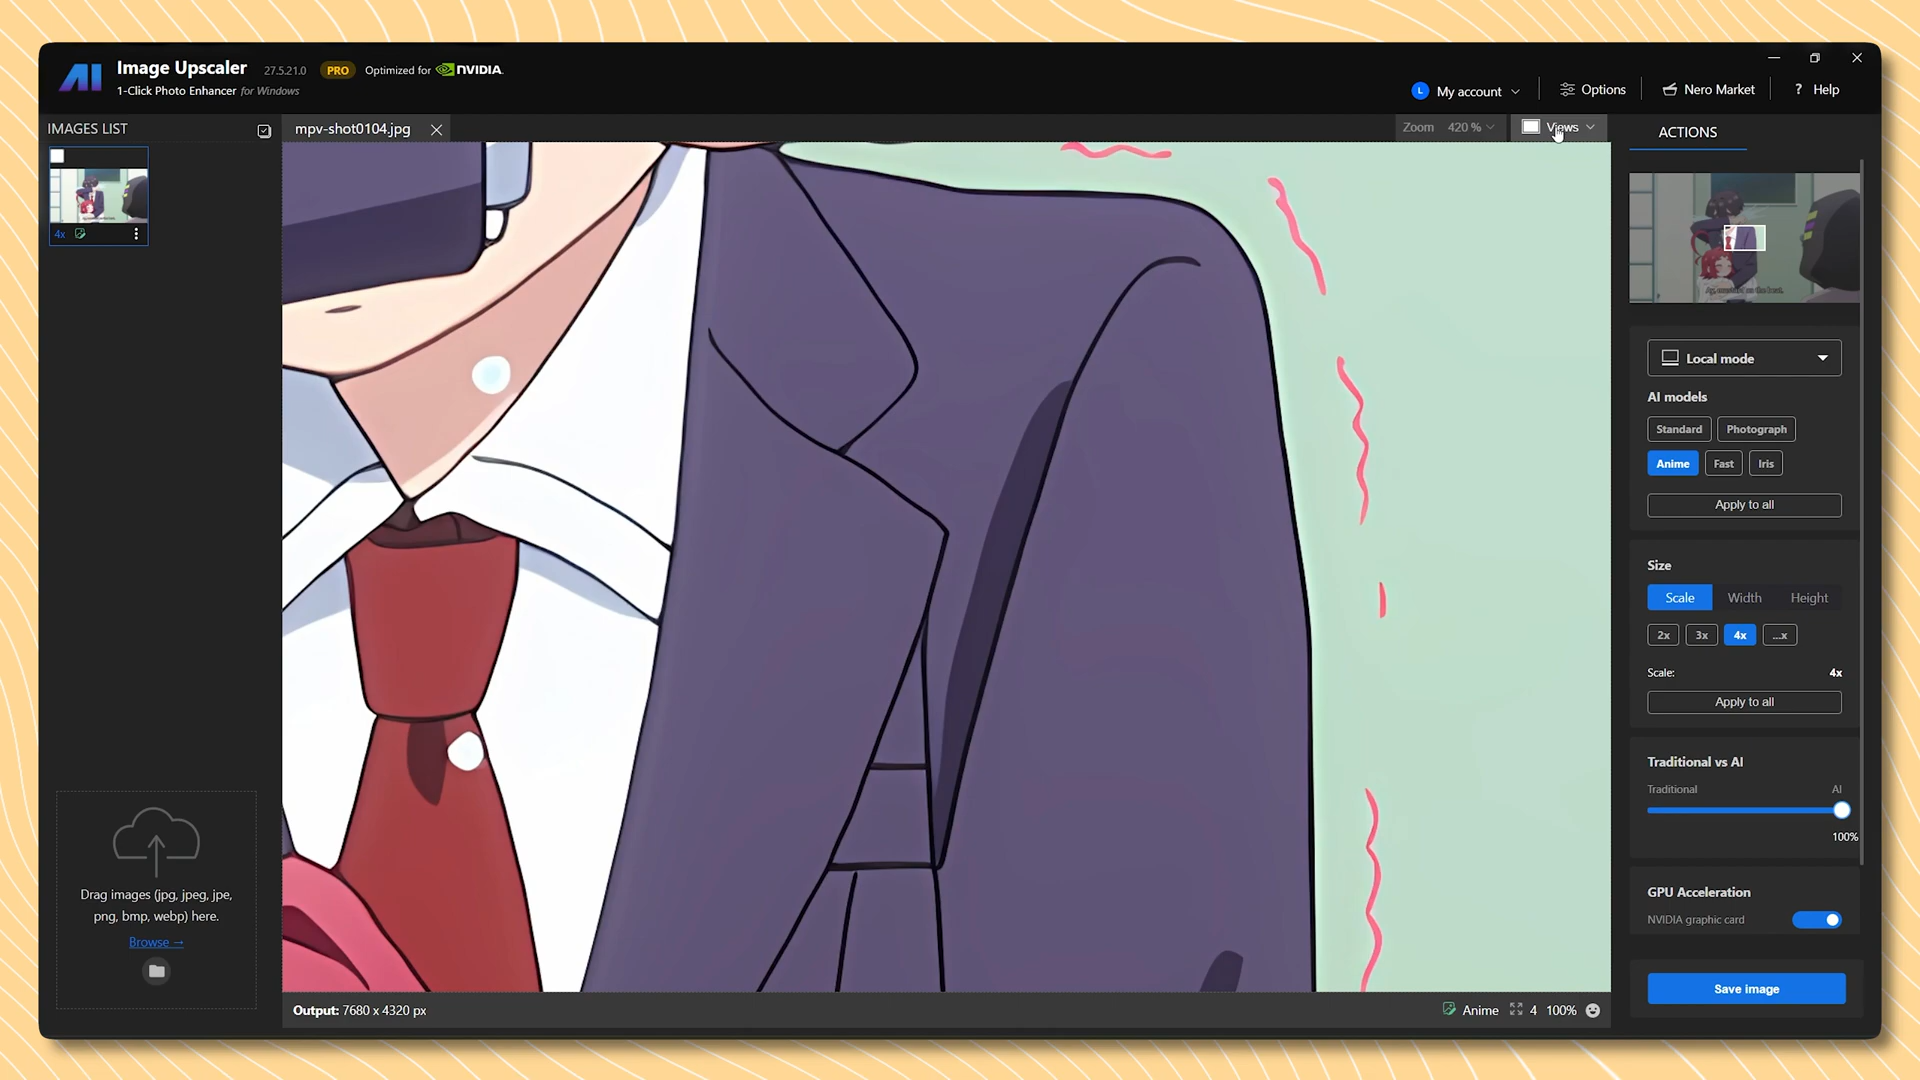 AI Image Upscaler 27.5.21.0 PRO Optimized for NVIDIA.
1-Click Photo Enhancer for Windows
L My account Options Nero Market ? Help
IMAGES LIST
mpv-shot0104.jpg
Zoom 420 % Views
ACTIONS
4x
Local mode
AI models
Standard Photograph
Anime Fast Iris
Apply to all
Size
Scale Width Height
2x 3x 4x ...x
Scale: 4x
Apply to all
Traditional vs AI
Traditional AI
100%
GPU Acceleration
NVIDIA graphic card
Save image
Drag images (jpg, jpeg, jpe,
png, bmp, webp) here.
Browse →
Output: 7680 x 4320 px
Anime 4 100%